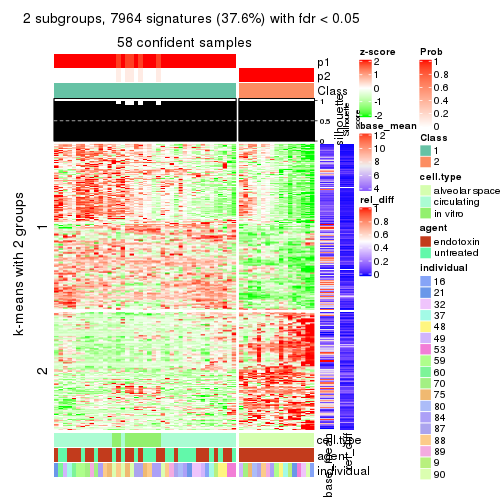 2 subgroups, 7964 signatures (37.6%) with fdr < 0.05
58 confident samples
p1
p2
Class
1
0.5
0
silhouette
Silhouette
score
k-means with 2 groups
1
2
cell.type
agent
individual
base_mean
rel_diff
z-score
2
1
0
-1
-2
base_mean
12
10
8
6
4
rel_diff
1
0.8
0.6
0.4
0.2
0
Prob
1
0.8
0.6
0.4
0.2
0
Class
1
2
cell.type
alveolar space
circulating
in vitro
agent
endotoxin
untreated
individual
16
21
32
37
48
49
53
59
60
70
75
80
84
87
88
89
9
90